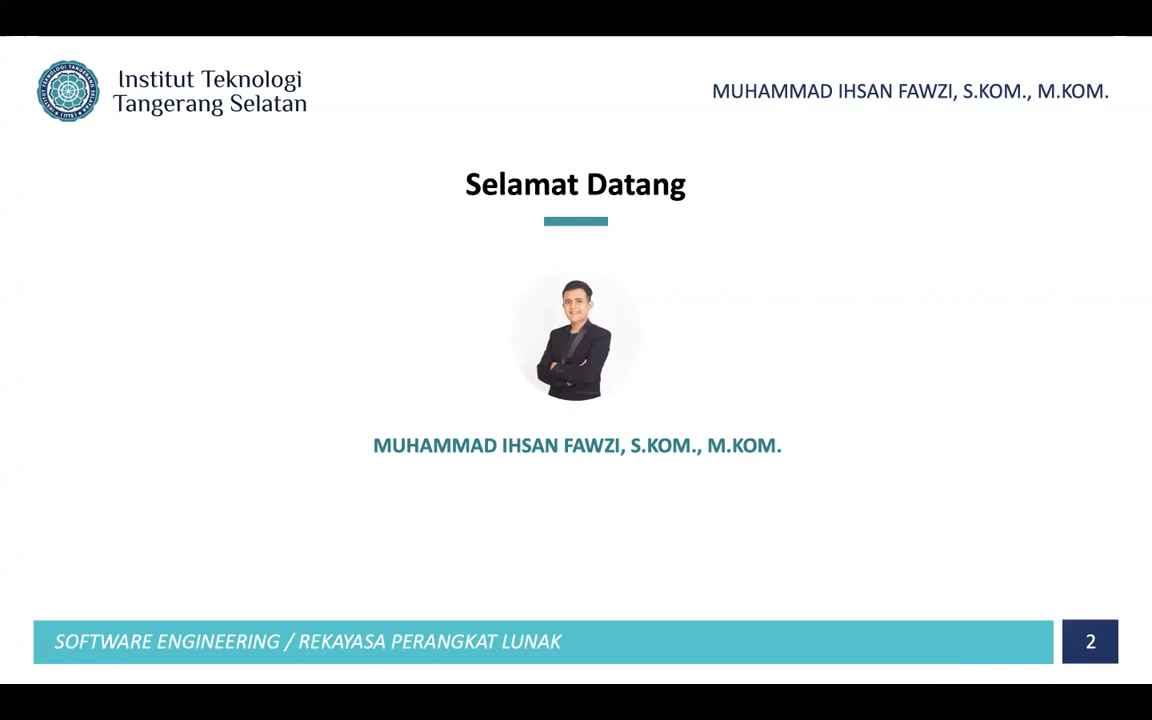 Institut Teknologi
Tangerang Selatan
MUHAMMAD IHSAN FAWZI, S.KOM., M.KOM.
Selamat Datang
MUHAMMAD IHSAN FAWZI, S.KOM., M.KOM.
SOFTWARE ENGINEERING / REKAYASA PERANGKAT LUNAK
2